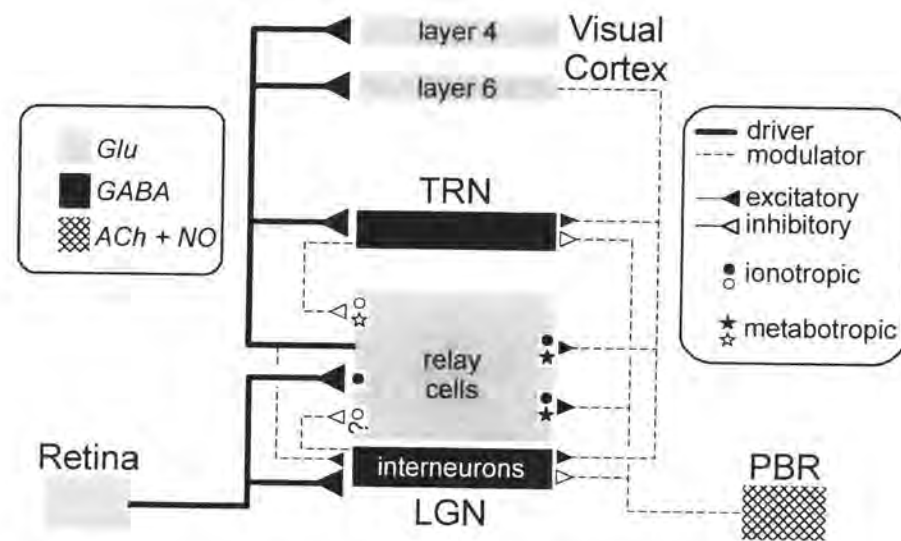 layer 4
Visual
Cortex
layer 6
Glu
GABA
ACh + NO
driver
modulator
excitatory
inhibitory
ionotropic
metabotropic
TRN
relay
cells
?
interneurons
LGN
Retina
PBR